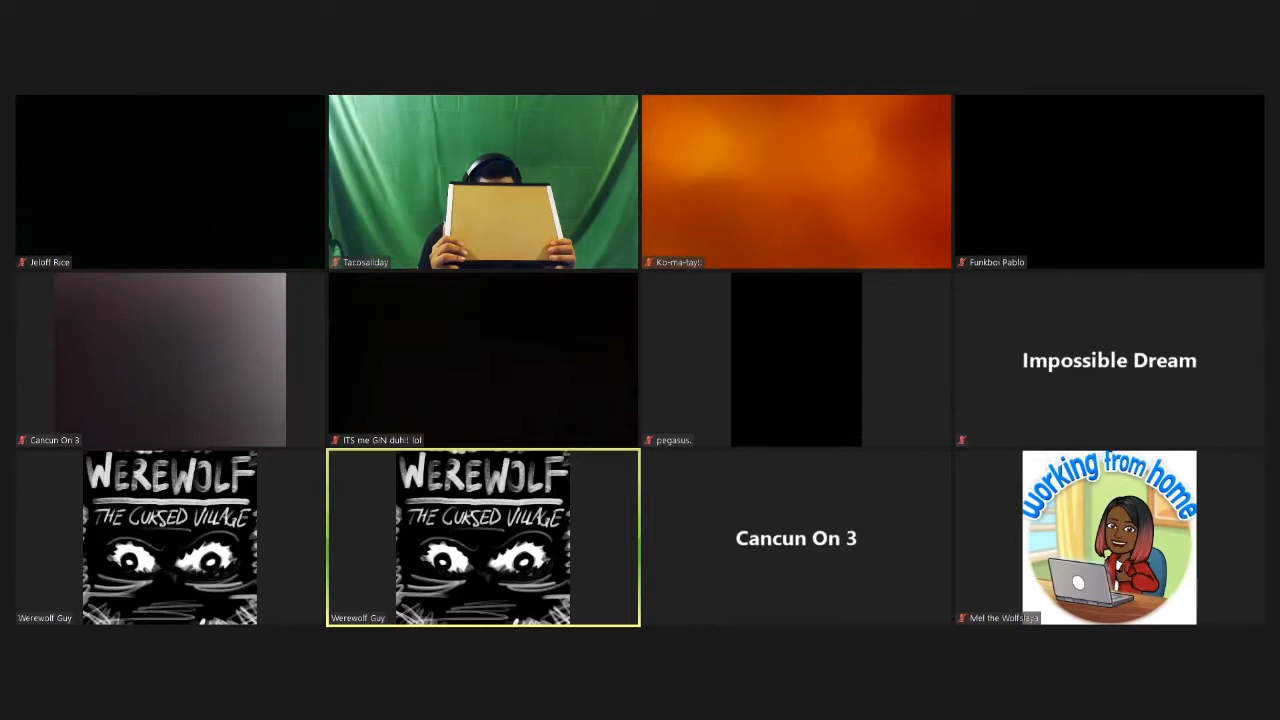 Jeloff Rice
Tacosallday
Ko-ma-tay!!
Funkboi Pablo
Cancun On 3
ITS me GIN duh!! lol
pegasus.
Impossible Dream
WEREWOLF
THE CURSED VILLAGE
Werewolf Guy
WEREWOLF
THE CURSED VILLAGE
Werewolf Guy
Cancun On 3
working from home
Mel the Wolfslaya